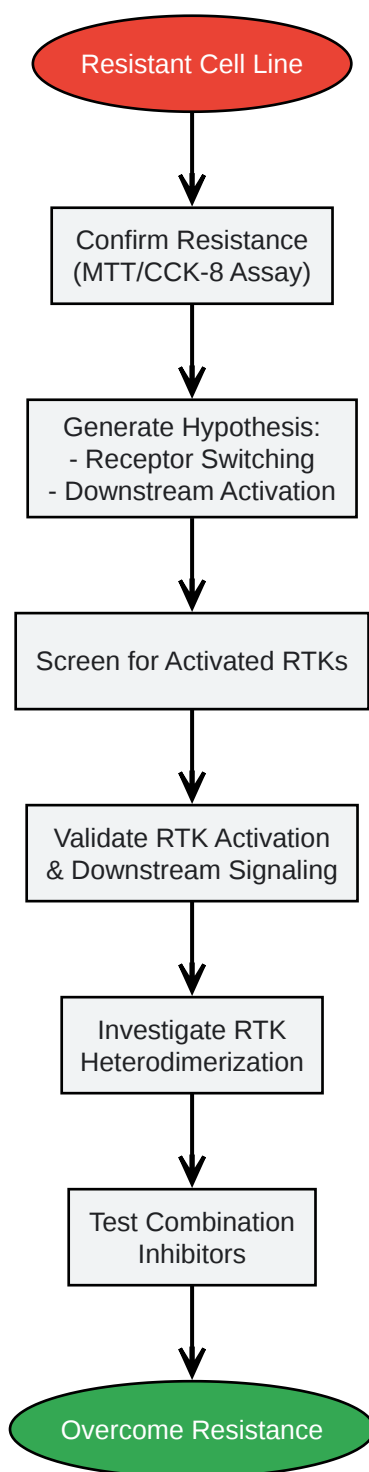 Resistant Cell Line
Confirm Resistance
(MTT/CCK-8 Assay)
Generate Hypothesis:
- Receptor Switching
- Downstream Activation
Screen for Activated RTKs
Validate RTK Activation
& Downstream Signaling
Investigate RTK
Heterodimerization
Test Combination
Inhibitors
Overcome Resistance